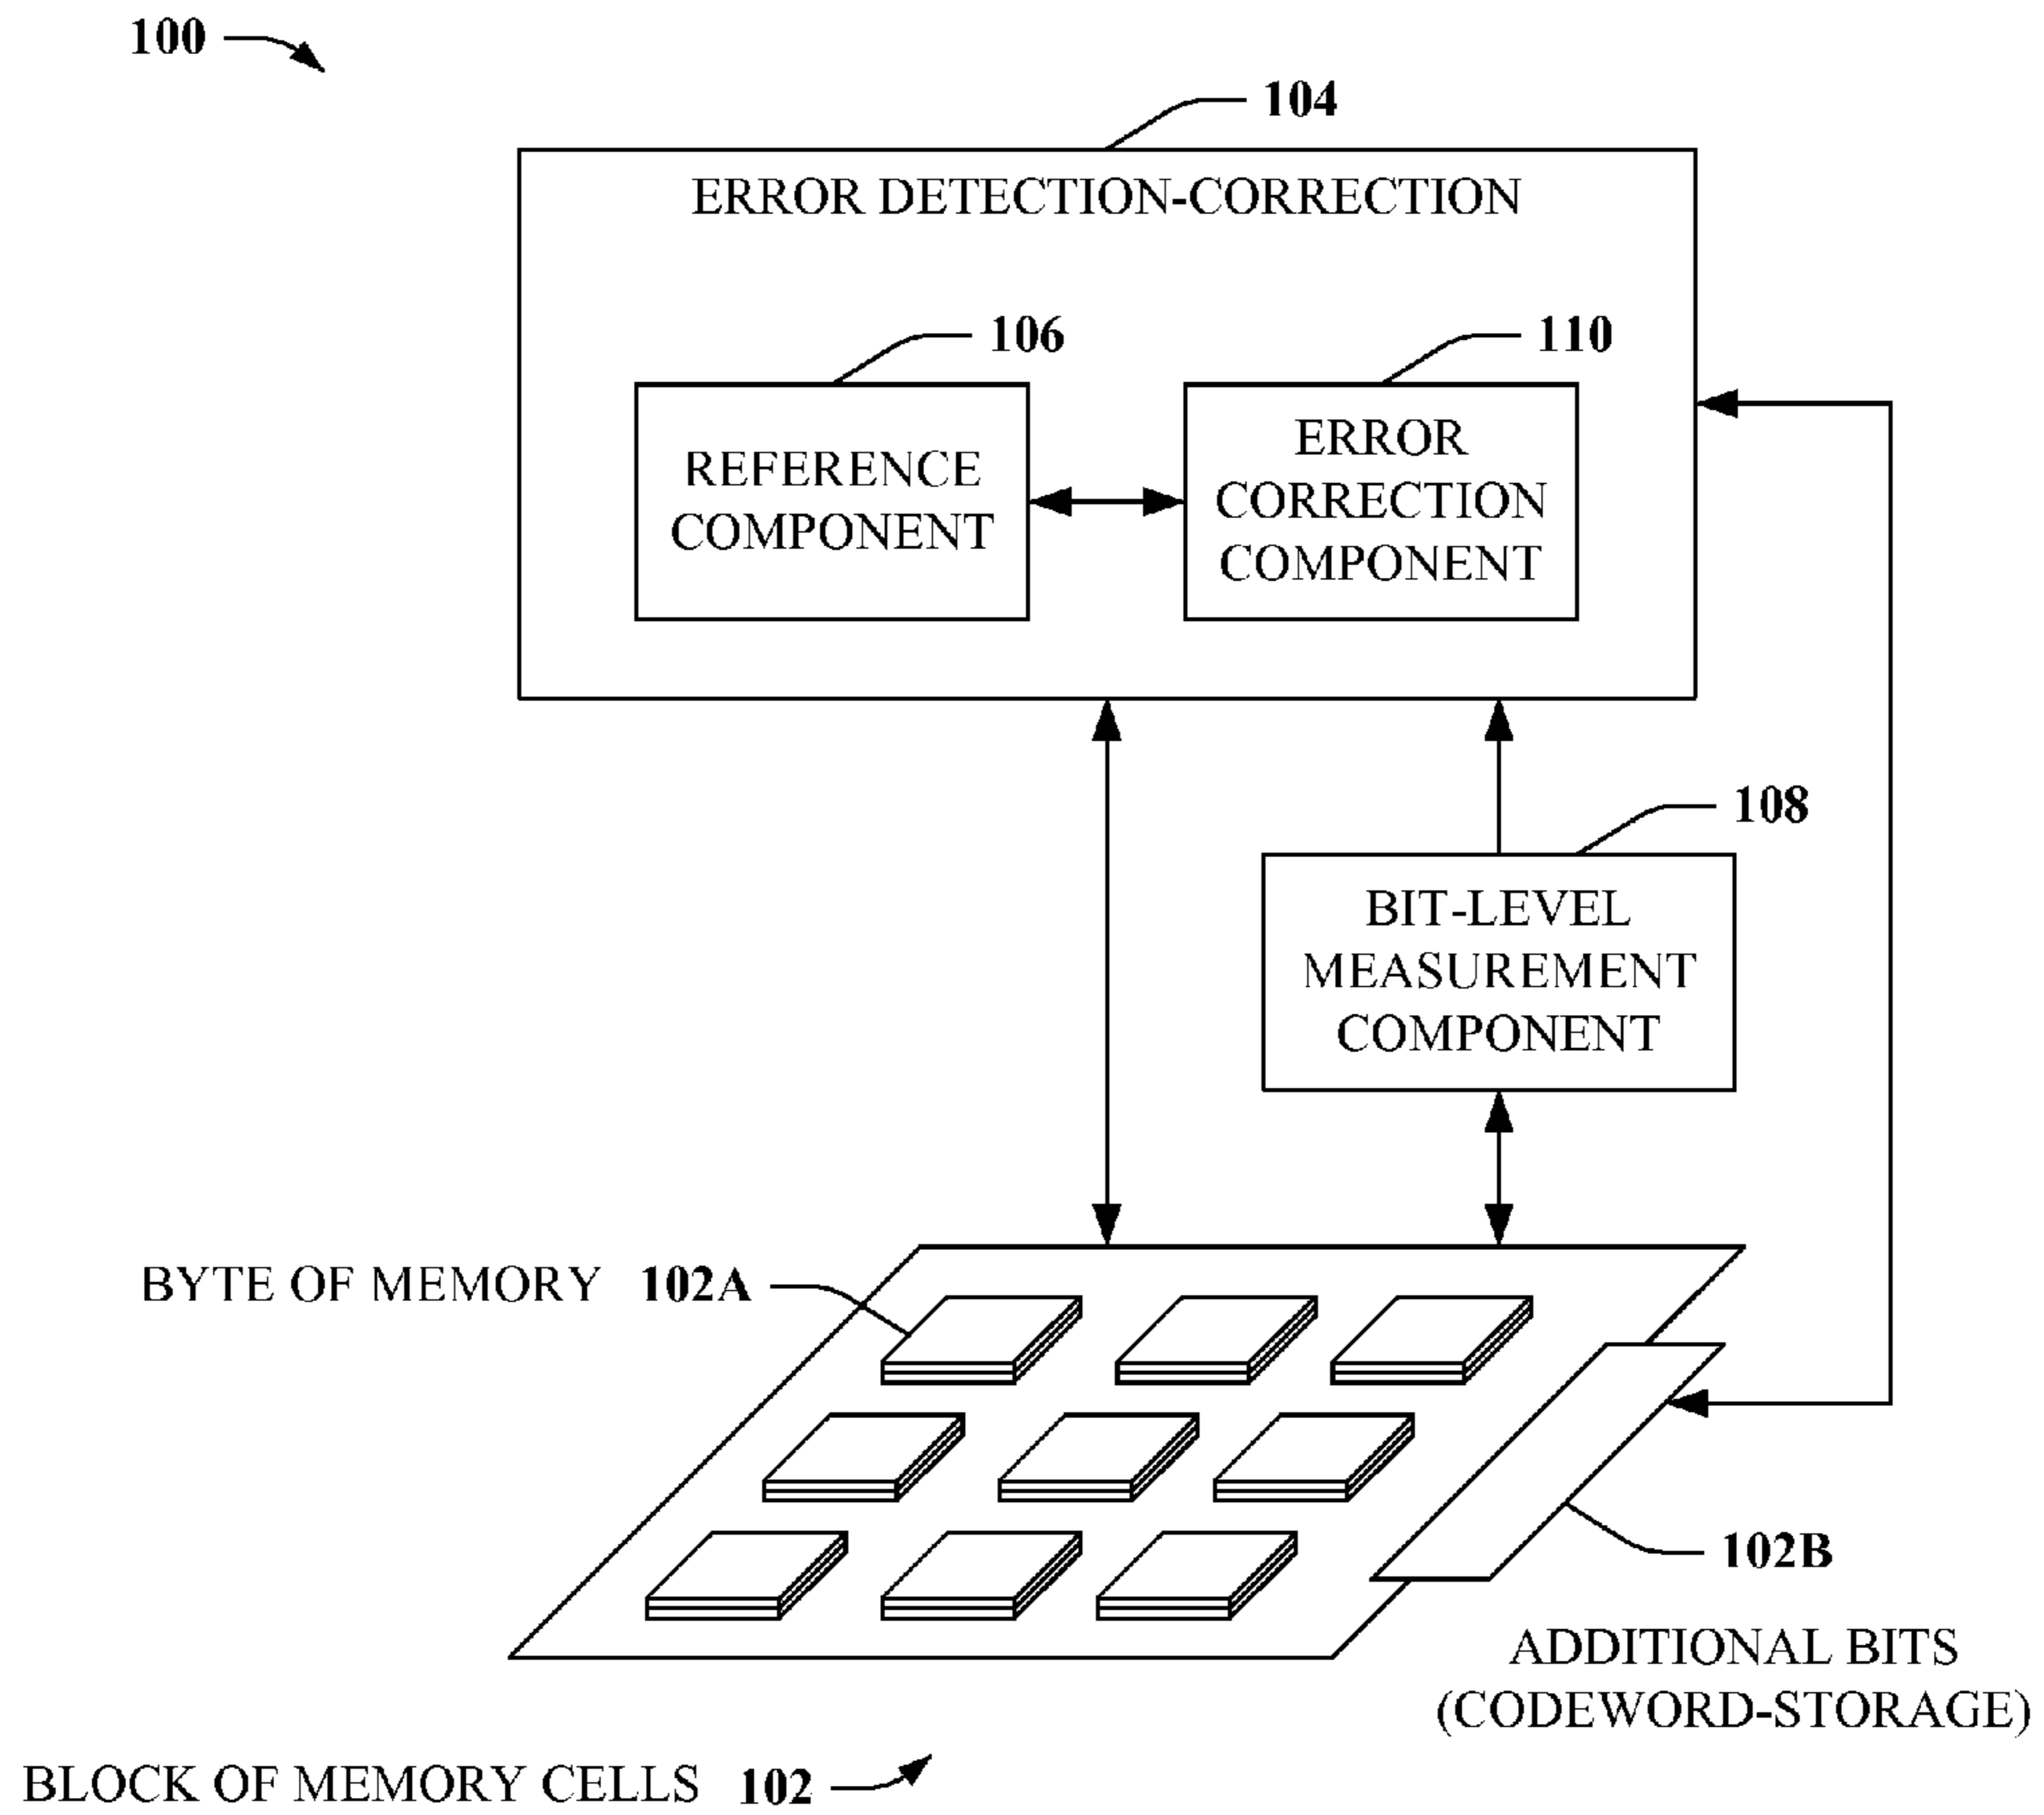 100
104
ERROR DETECTION-CORRECTION
106
110
REFERENCE
COMPONENT
ERROR
CORRECTION
COMPONENT
108
BIT-LEVEL
MEASUREMENT
COMPONENT
BYTE OF MEMORY 102A
102B
ADDITIONAL BITS
(CODEWORD-STORAGE)
BLOCK OF MEMORY CELLS 102